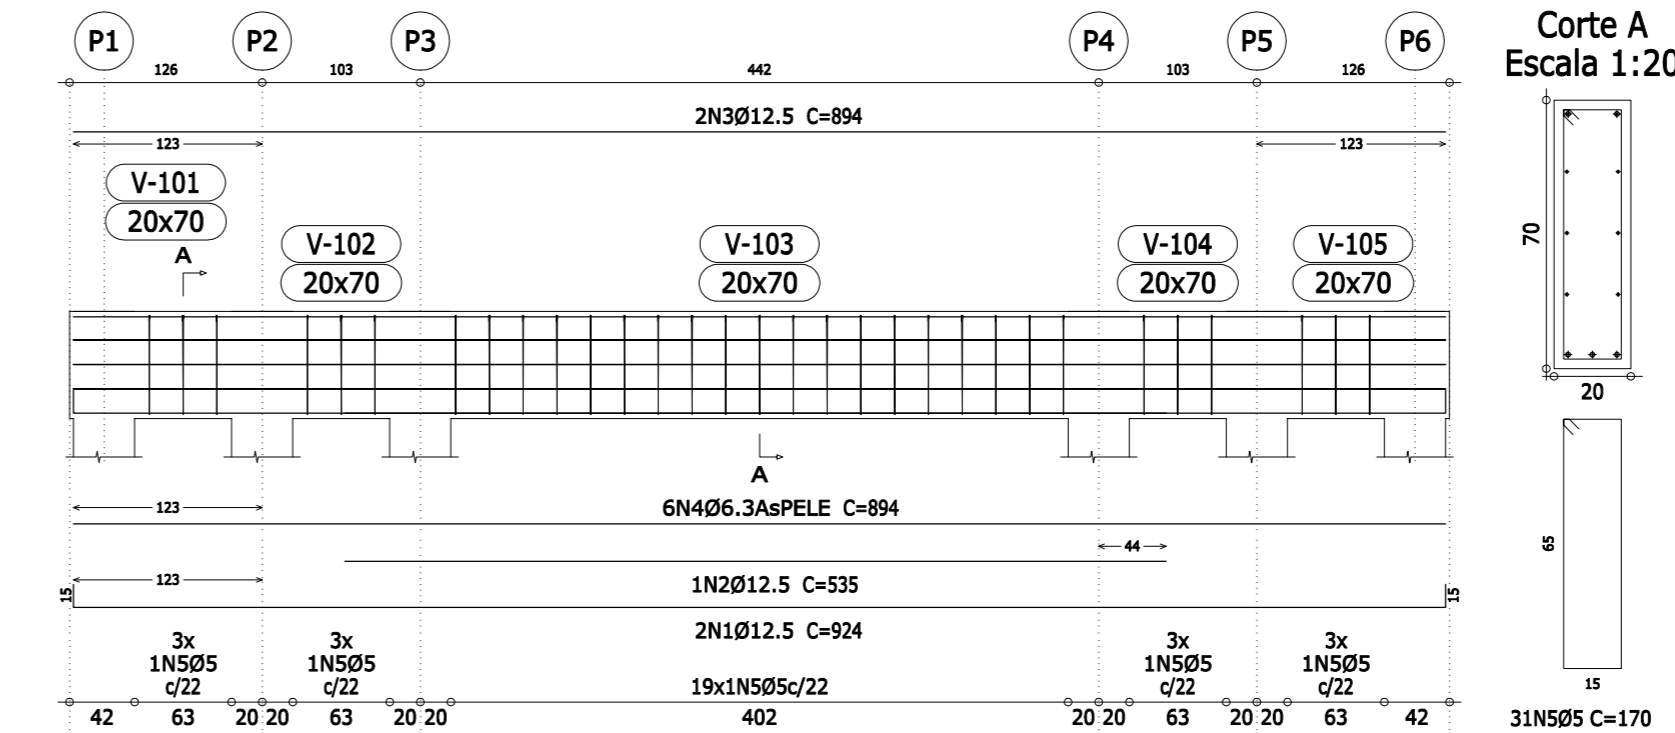 P1 P2 P3 P4 P5 P6
126 103 442 103 126
2N3Ø12.5 C=894
123 123
V-101
20x70
A
V-102 V-103 V-104 V-105
20x70 20x70 20x70 20x70
A
123
6N4Ø6.3AsPELE C=894
44
123
1N2Ø12.5 C=535
15 15
2N1Ø12.5 C=924
3x 3x 3x 3x
1N5Ø5 1N5Ø5 1N5Ø5 1N5Ø5
c/22 c/22 19x1N5Ø5c/22 c/22 c/22
42 63 20 20 63 20 20 402 20 20 63 20 20 63 42
Corte A
Escala 1:20
70
20
65
15
31N5Ø5 C=170